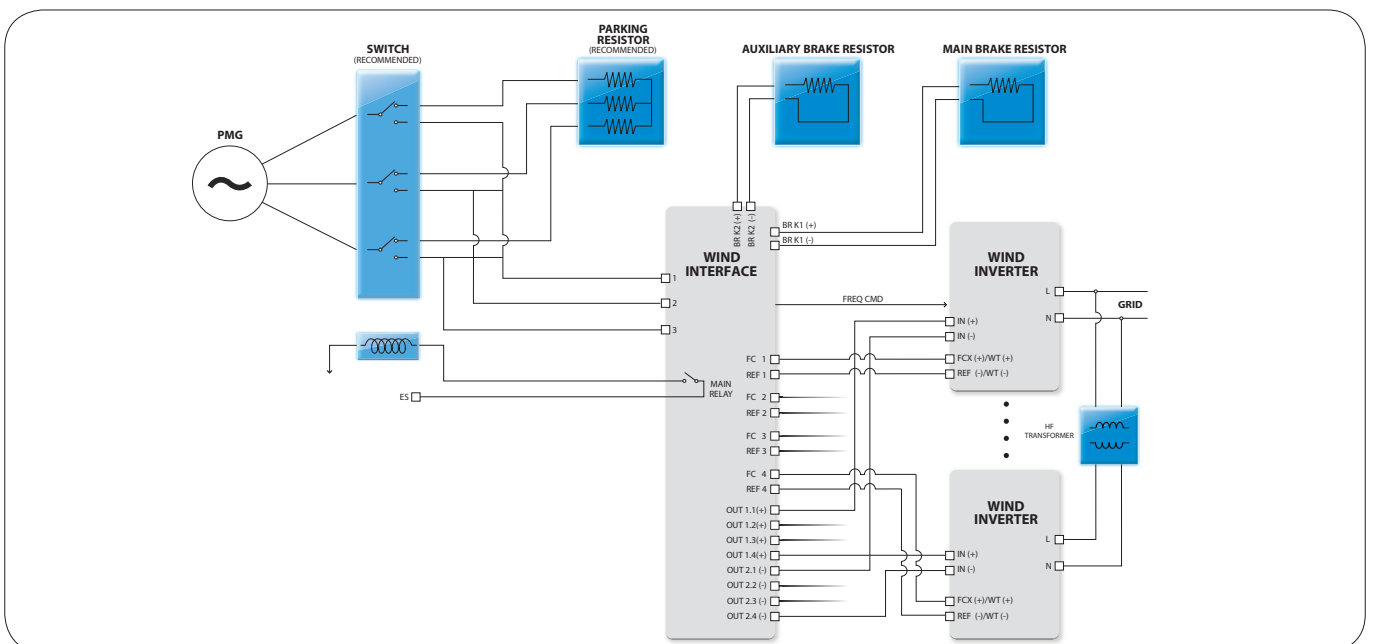 PARKING
RESISTOR
(RECOMMENDED)
SWITCH
(RECOMMENDED)
AUXILIARY BRAKE RESISTOR
MAIN BRAKE RESISTOR
PMG
BR K2 (+)
BR K2 (-)
BR K1 (+)
BR K1 (-)
WIND
INTERFACE
WIND
INVERTER
1
2
3
FREQ CMD
L
GRID
N
IN (+)
IN (-)
FC 1
REF 1
FCX (+)/WT (+)
REF (-)/WT (-)
MAIN
RELAY
ES
FC 2
REF 2
FC 3
REF 3
HF
TRANSFORMER
FC 4
REF 4
OUT 1.1(+)
OUT 1.2(+)
OUT 1.3(+)
OUT 1.4(+)
OUT 2.1 (-)
OUT 2.2 (-)
OUT 2.3 (-)
OUT 2.4 (-)
WIND
INVERTER
L
N
IN (+)
IN (-)
FCX (+)/WT (+)
REF (-)/WT (-)